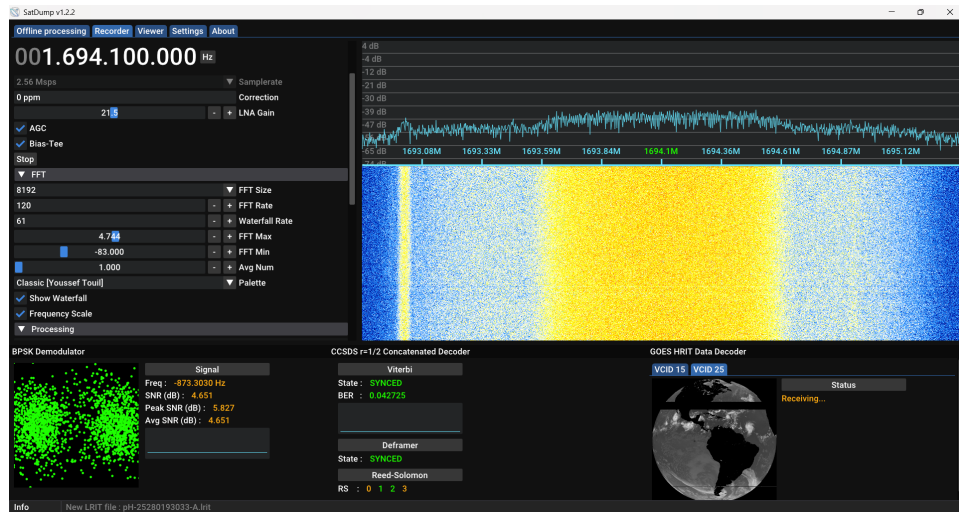 SatDump v1.2.2
Offline processing Recorder Viewer Settings About
001.694.100.000 Hz
2.56 Msps Samplerate
0 ppm Correction
21.5 - + LNA Gain
AGC
Bias-Tee
Stop
FFT
8192 FFT Size
120 - + FFT Rate
61 - + Waterfall Rate
4.744 - + FFT Max
-83.000 - + FFT Min
1.000 - + Avg Num
Classic [Youssef Touil] Palette
Show Waterfall
Frequency Scale
Processing
4 dB
-4 dB
-12 dB
-21 dB
-30 dB
-39 dB
-47 dB
-65 dB
-74 dB
1693.08M 1693.33M 1693.59M 1693.84M 1694.1M 1694.36M 1694.61M 1694.87M 1695.12M
BPSK Demodulator
Signal
Freq : -873.3030 Hz
SNR (dB) : 4.651
Peak SNR (dB) : 5.827
Avg SNR (dB) : 4.651
CCSDS r=1/2 Concatenated Decoder
Viterbi
State : SYNCED
BER : 0.042725
Deframer
State : SYNCED
Reed-Solomon
RS : 0 1 2 3
GOES HRIT Data Decoder
VCID 15 VCID 25
Status
Receiving...
Info New LRIT file : pH-25280193033-A.lrit